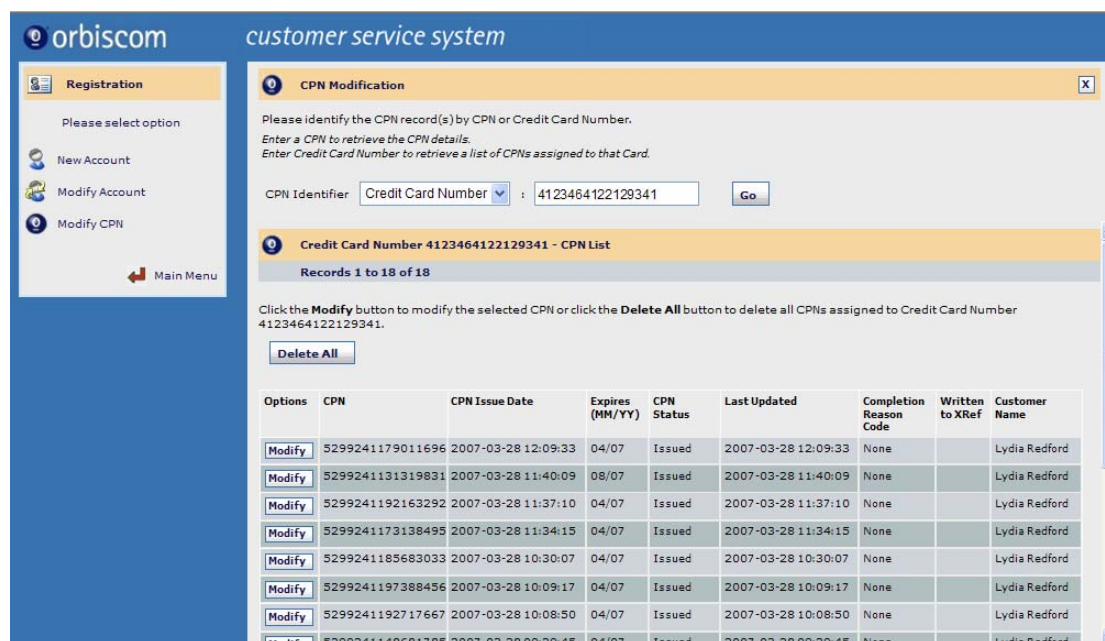 orbiscom
customer service system
Registration
Please select option
New Account
Modify Account
Modify CPN
Main Menu
CPN Modification
X
Please identify the CPN record(s) by CPN or Credit Card Number.
Enter a CPN to retrieve the CPN details.
Enter Credit Card Number to retrieve a list of CPNs assigned to that Card.
CPN Identifier Credit Card Number : 4123464122129341 Go
Credit Card Number 4123464122129341 - CPN List
Records 1 to 18 of 18
Click the Modify button to modify the selected CPN or click the Delete All button to delete all CPNs assigned to Credit Card Number
4123464122129341.
Delete All
Options CPN CPN Issue Date Expires (MM/YY) CPN Status Last Updated Completion Reason Code Written to XRef Customer Name
Modify 5299241179011696 2007-03-28 12:09:33 04/07 Issued 2007-03-28 12:09:33 None Lydia Redford
Modify 5299241131319831 2007-03-28 11:40:09 08/07 Issued 2007-03-28 11:40:09 None Lydia Redford
Modify 5299241192163292 2007-03-28 11:37:10 04/07 Issued 2007-03-28 11:37:10 None Lydia Redford
Modify 5299241173138495 2007-03-28 11:34:15 04/07 Issued 2007-03-28 11:34:15 None Lydia Redford
Modify 5299241185683033 2007-03-28 10:30:07 04/07 Issued 2007-03-28 10:30:07 None Lydia Redford
Modify 5299241197388456 2007-03-28 10:09:17 04/07 Issued 2007-03-28 10:09:17 None Lydia Redford
Modify 5299241192717667 2007-03-28 10:08:50 04/07 Issued 2007-03-28 10:08:50 None Lydia Redford